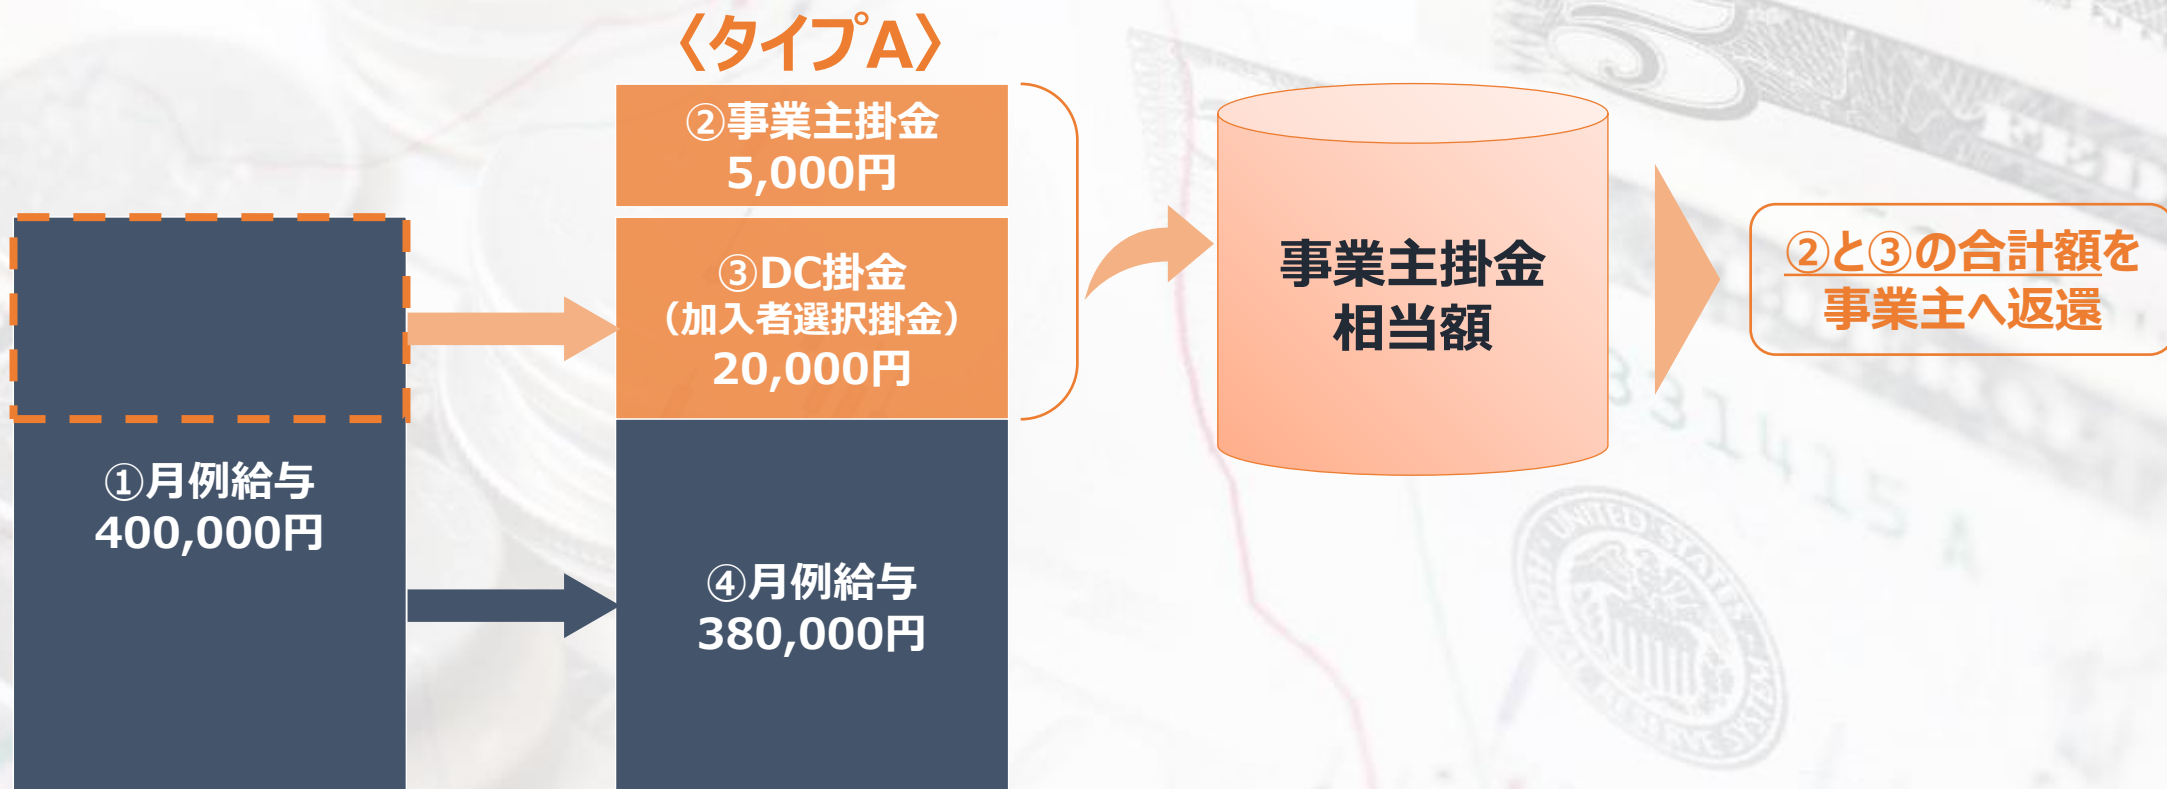 〈タイプA〉
②事業主掛金
5,000円
③DC掛金
（加入者選択掛金）
20,000円
①月例給与
400,000円
④月例給与
380,000円
事業主掛金
相当額
②と③の合計額を
事業主へ返還